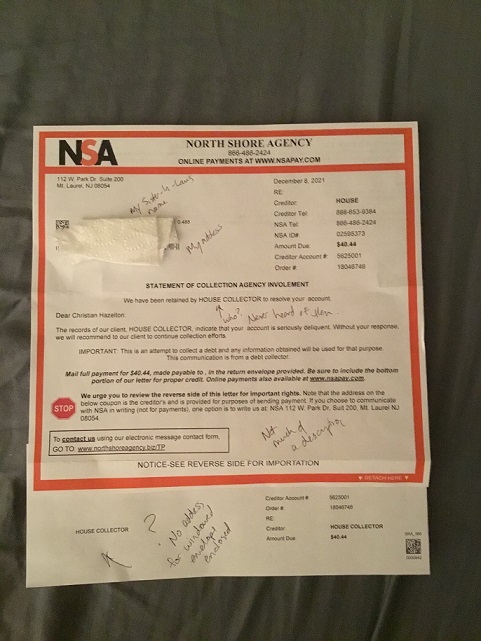 NSA
NORTH SHORE AGENCY
866-486-2424
ONLINE PAYMENTS AT WWW.NSAPAY.COM
112 W. Park Dr. Suite 200
Mt. Laurel, NJ 08054
December 8, 2021
RE:
Creditor: HOUSE
Creditor Tel: 888-653-9384
NSA Tel: 866-486-2424
NSA ID#: 02585373
Amount Due: $40.44
Creditor Account #: 5625001
Order #: 18046746
My Sister-In-Laws
name
0.485
My address
STATEMENT OF COLLECTION AGENCY INVOLEMENT
We have been retained by HOUSE COLLECTOR to resolve your account.
who? Never heard of them.
Dear Christian Hazelton.
The records of our client, HOUSE COLLECTOR, indicate that your account is seriously deliquent. Without your response,
we will recommend to our client to continue collection efforts.
IMPORTANT: This is an attempt to collect a debt and any information obtained will be used for that purpose.
This communication is from a debt collector.
Mail full payment for $40.44, made payable to , in the return envelope provided. Be sure to include the bottom
portion of our letter for proper credit. Online payments also available at www.nsapay.com.
STOP
We urge you to review the reverse side of this letter for important rights. Note that the address on
the below coupon is the creditor's and is provided for purposes of sending payment. If you choose to communicate
with NSA in writing (not for payments), one option is to write us at: NSA 112 W. Park Dr, Suit 200, Mt. Laurel NJ
08054.
To contact us using our electronic message contact form,
GO TO: www.northshoreagency.biz/TP
Not
much of
a descriptor
NOTICE-SEE REVERSE SIDE FOR IMPORTATION
DETACH HERE
HOUSE COLLECTOR
?
No address
for windowed
envelope
enclosed
Creditor Account #: 5625001
Order #: 18046746
RE:
Creditor: HOUSE COLLECTOR
Amount Due: $40.44